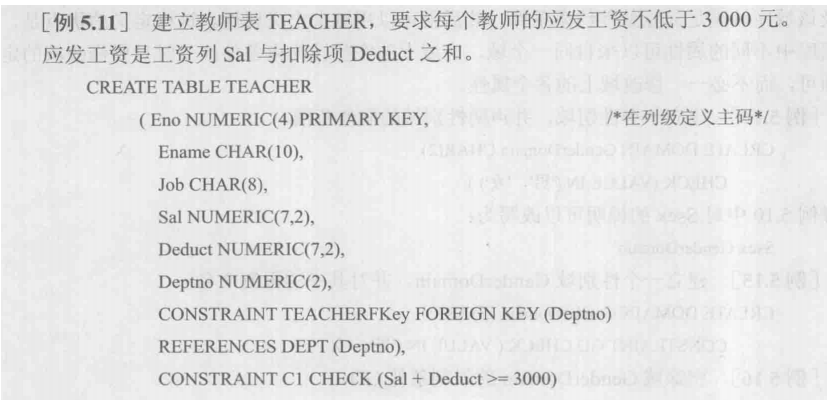 [例 5.11] 建立教师表 TEACHER，要求每个教师的应发工资不低于 3 000 元。
应发工资是工资列 Sal 与扣除项 Deduct 之和。
CREATE TABLE TEACHER
( Eno NUMERIC(4) PRIMARY KEY, /*在列级定义主码*/
Ename CHAR(10),
Job CHAR(8),
Sal NUMERIC(7,2),
Deduct NUMERIC(7,2),
Deptno NUMERIC(2),
CONSTRAINT TEACHERFKey FOREIGN KEY (Deptno)
REFERENCES DEPT (Deptno),
CONSTRAINT C1 CHECK (Sal + Deduct >= 3000)